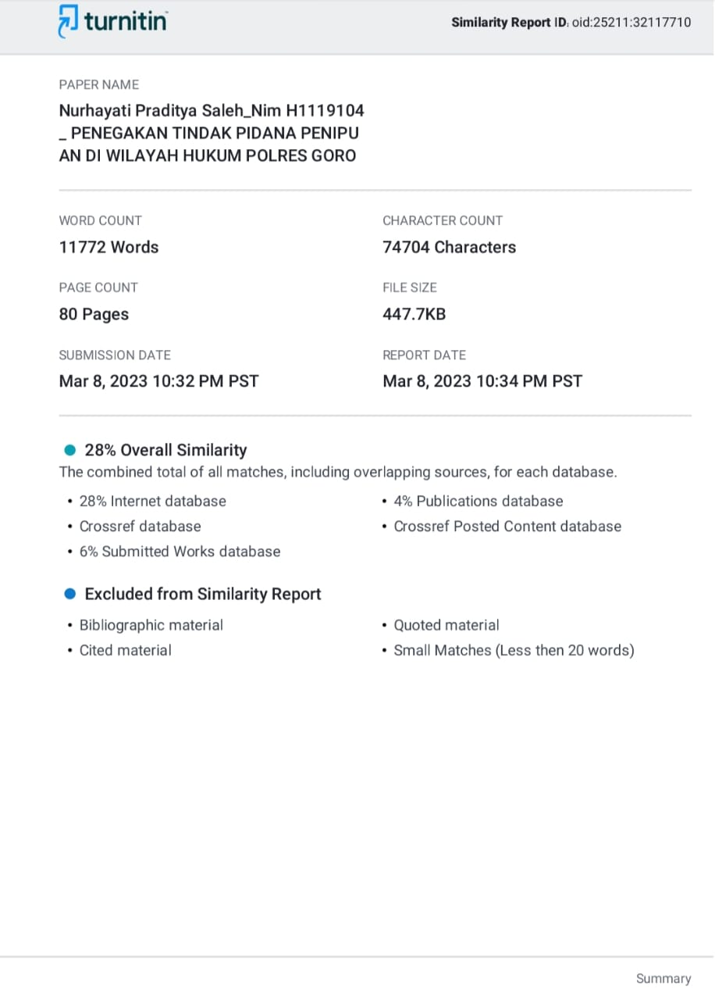 turnitin
Similarity Report ID: oid:25211:32117710
PAPER NAME
Nurhayati Praditya Saleh_Nim H1119104
_ PENEGAKAN TINDAK PIDANA PENIPU
AN DI WILAYAH HUKUM POLRES GORO
WORD COUNT
11772 Words
CHARACTER COUNT
74704 Characters
PAGE COUNT
80 Pages
FILE SIZE
447.7KB
SUBMISSION DATE
Mar 8, 2023 10:32 PM PST
REPORT DATE
Mar 8, 2023 10:34 PM PST
28% Overall Similarity
The combined total of all matches, including overlapping sources, for each database.
• 28% Internet database
• 4% Publications database
• Crossref database
• Crossref Posted Content database
• 6% Submitted Works database
Excluded from Similarity Report
• Bibliographic material
• Quoted material
• Cited material
• Small Matches (Less then 20 words)
Summary